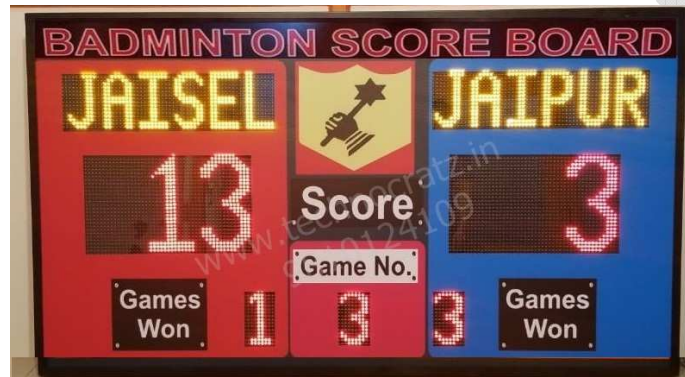 BADMINTON SCORE BOARD
JAISEL
JAIPUR
13
Score
3
Game No.
Games
Won
1
3
3
Games
Won